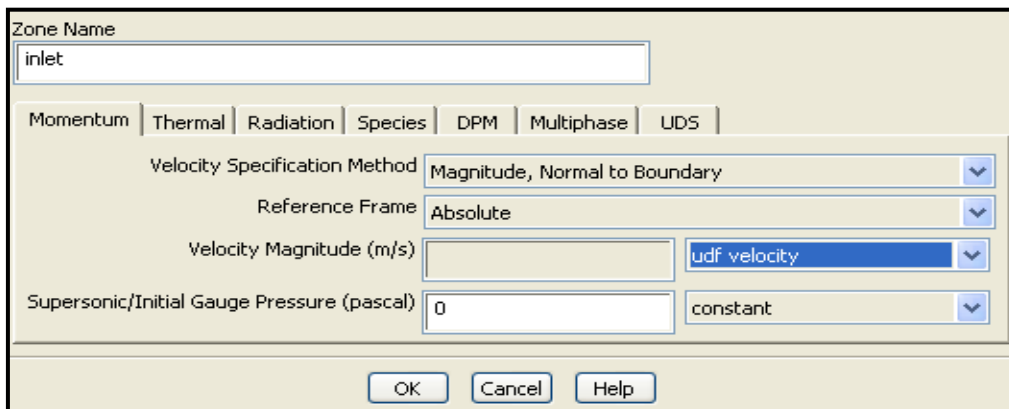 Zone Name
inlet
Momentum Thermal Radiation Species DPM Multiphase UDS
Velocity Specification Method Magnitude, Normal to Boundary
Reference Frame Absolute
Velocity Magnitude (m/s) udf velocity
Supersonic/Initial Gauge Pressure (pascal) 0 constant
OK Cancel Help